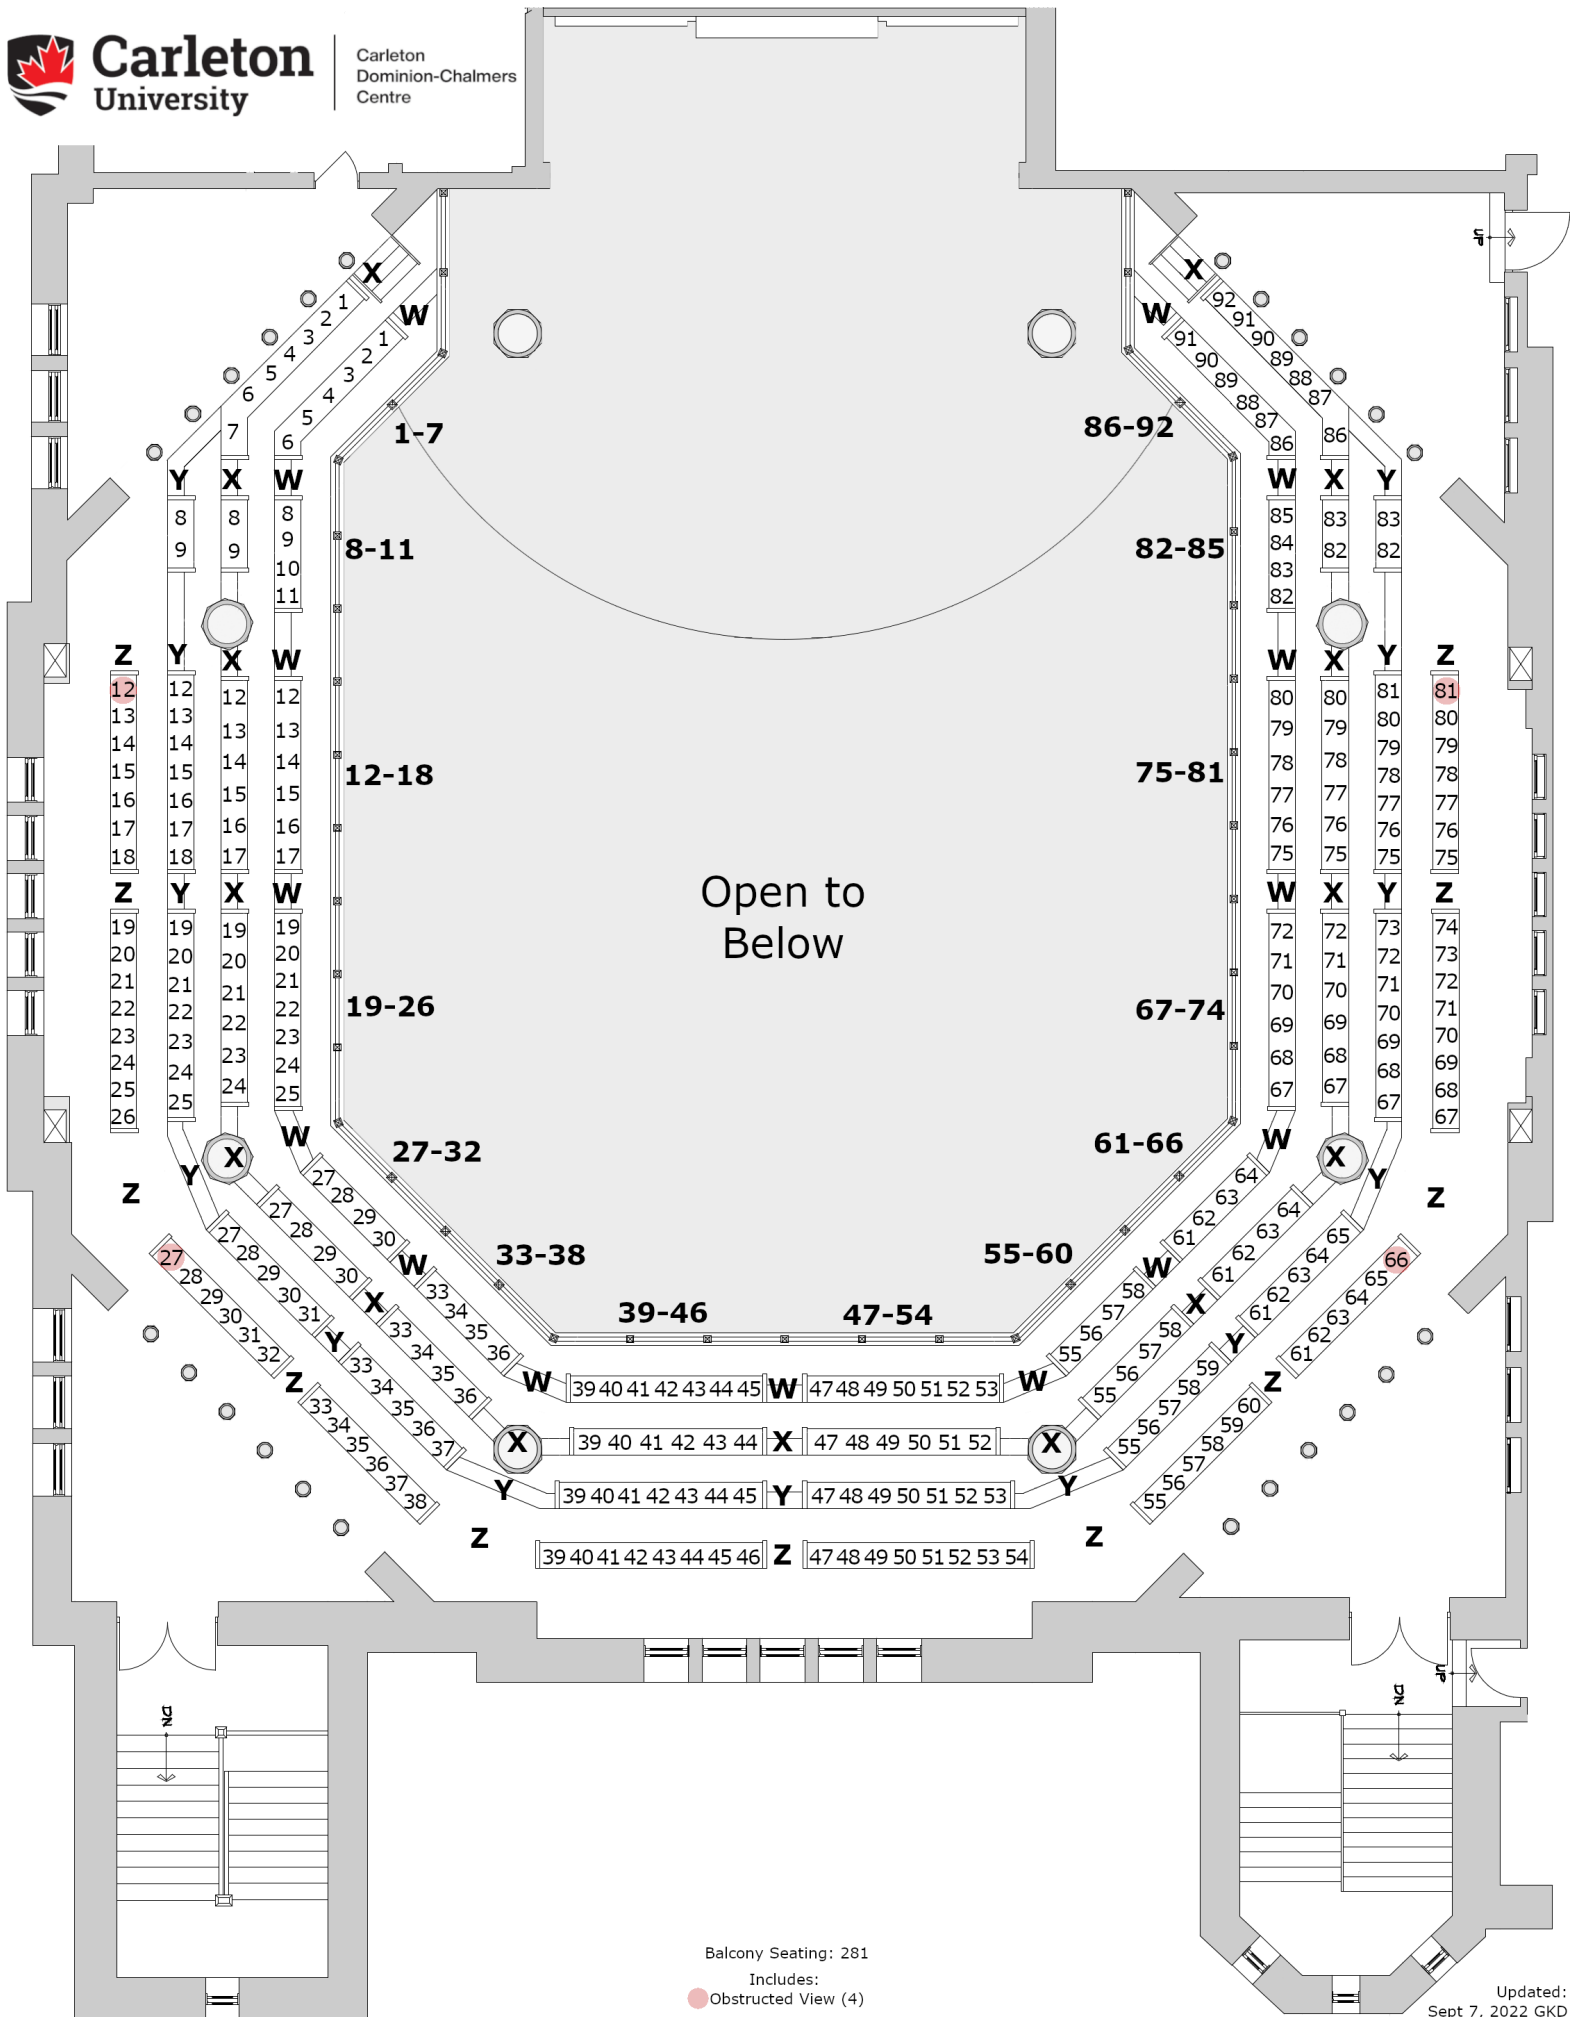 Carleton
University
Carleton
Dominion-Chalmers
Centre
UP
X
X
1
2
3
4
5
6
7
W
1
2
3
4
5
6
W
91
90
89
88
87
86
92
91
90
89
88
87
86
1-7
86-92
Y X W
W X Y
8 8 8
9 9 9
10
11
85 83 83
84 82 82
83
82
8-11
82-85
Z Y X W
W X Y Z
12 12 12 12
13 13 13 13
14 14 14 14
15 15 15 15
16 16 16 16
17 17 17 17
18 18
80 80 81 81
79 79 80 80
78 78 79 79
77 77 78 78
76 76 77 77
75 75 76 76
75 75
12-18
75-81
Z Y X W
W X Y Z
Open to
Below
19 19 19 19
20 20 20 20
21 21 21 21
22 22 22 22
23 23 23 23
24 24 24 24
25 25 25
26
72 72 73 74
71 71 72 73
70 70 71 72
69 69 70 71
68 68 69 70
67 67 68 69
67 68
67
19-26
67-74
W
X
Y
Z
W
X
Y
Z
27-32
61-66
27 28 29 30
27 28 29 30
27 28 29 30 31
27 28 29 30 31 32
64 63 62 61
64 63 62 61
65 64 63 62 61
66 65 64 63 62 61
W
X
Y
Z
W
X
Y
Z
33-38
55-60
33 34 35 36
33 34 35 36
33 34 35 36 37
33 34 35 36 37 38
58 57 56 55
58 57 56 55
59 58 57 56 55
60 59 58 57 56 55
39-46
47-54
W 39 40 41 42 43 44 45 W 47 48 49 50 51 52 53 W
X 39 40 41 42 43 44 X 47 48 49 50 51 52 X
Y 39 40 41 42 43 44 45 Y 47 48 49 50 51 52 53 Y
Z 39 40 41 42 43 44 45 46 Z 47 48 49 50 51 52 53 54 Z
UP
DN
DN
Balcony Seating: 281
Includes:
Obstructed View (4)
Updated:
Sept 7, 2022 GKD